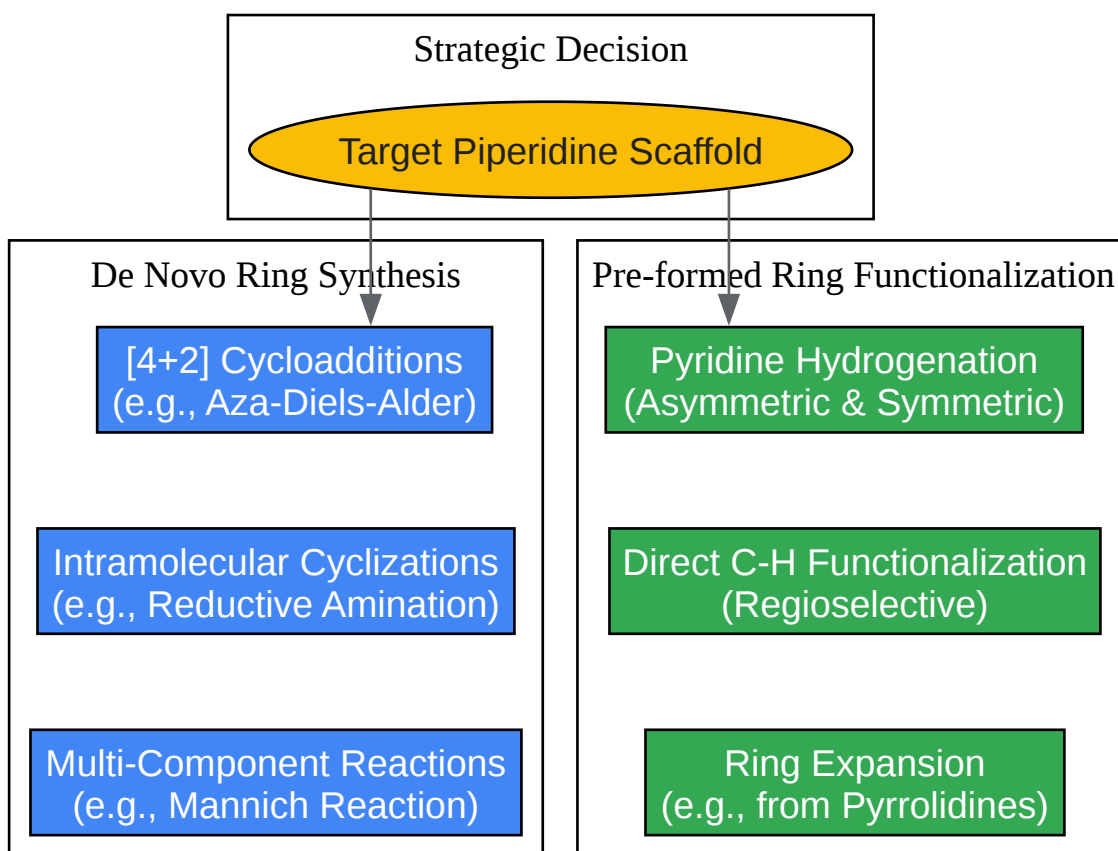 Strategic Decision
Target Piperidine Scaffold
De Novo Ring Synthesis
[4+2] Cycloadditions
(e.g., Aza-Diels-Alder)
Intramolecular Cyclizations
(e.g., Reductive Amination)
Multi-Component Reactions
(e.g., Mannich Reaction)
Pre-formed Ring Functionalization
Pyridine Hydrogenation
(Asymmetric & Symmetric)
Direct C-H Functionalization
(Regioselective)
Ring Expansion
(e.g., from Pyrrolidines)